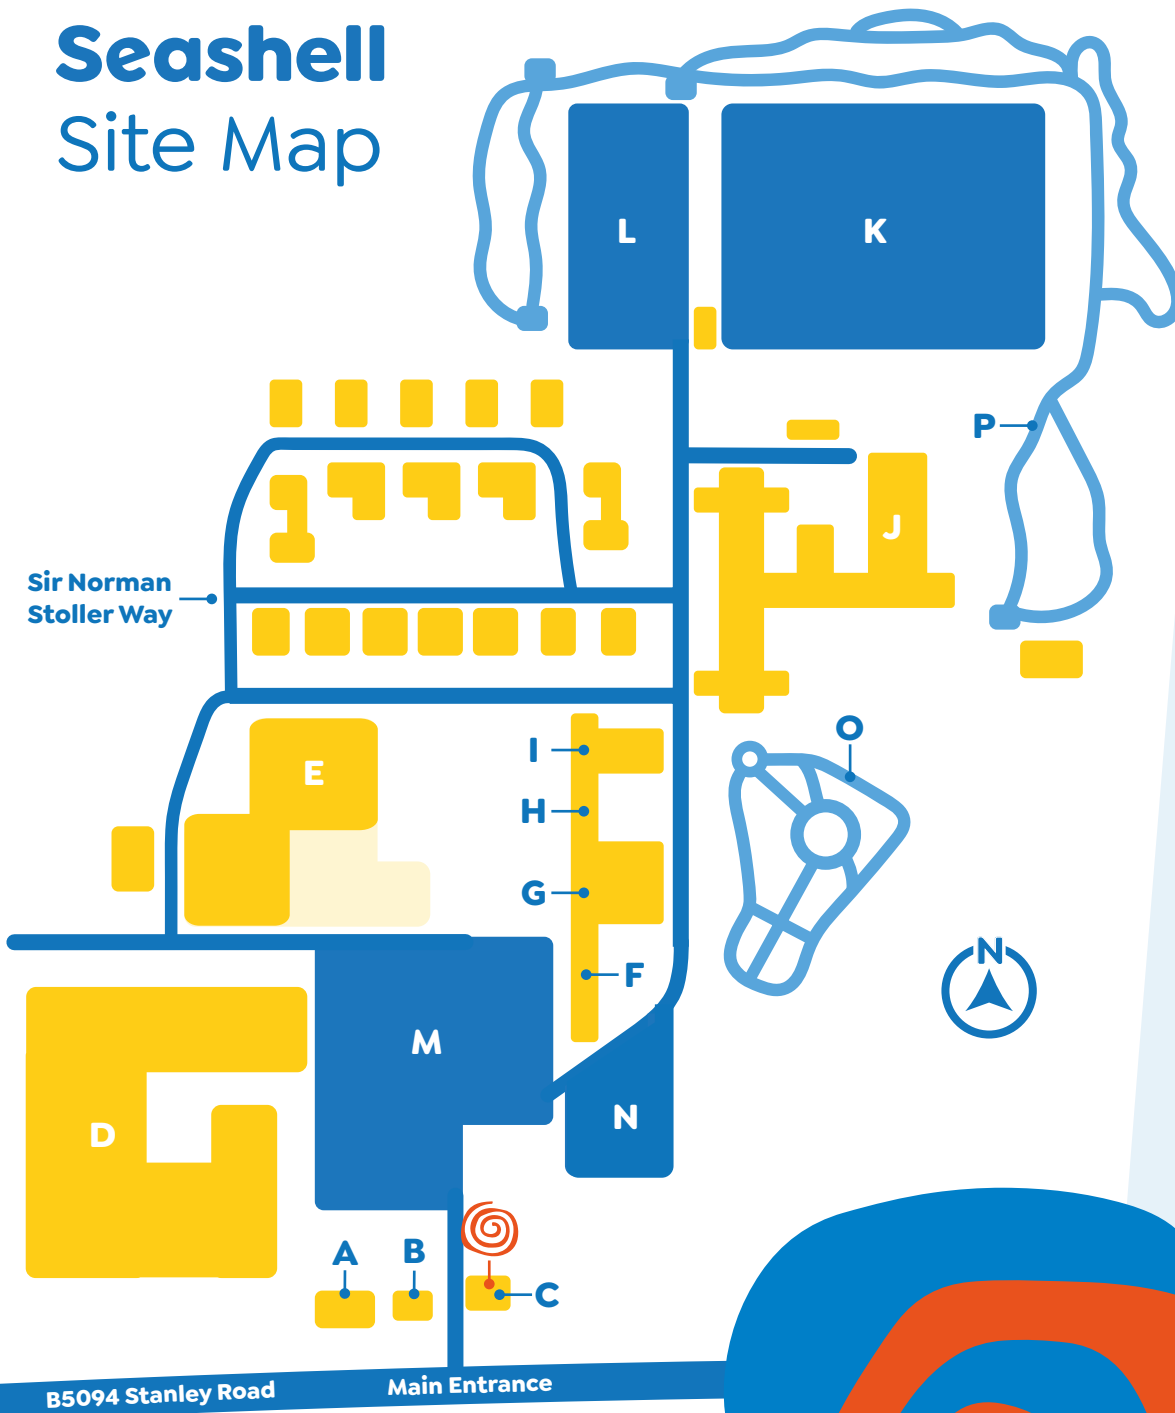 Seashell
Site Map
L
K
P
J
Sir Norman
Stoller Way
O
E
I
H
G
F
N
M
N
D
A
B
C
B5094 Stanley Road
Main Entrance